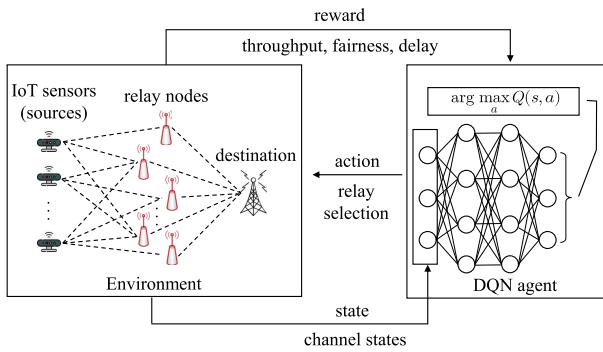 reward
throughput, fairness, delay
IoT sensors
(sources)
relay nodes
destination
Environment
action
relay
selection
arg max Q(s, a)
a
DQN agent
state
channel states